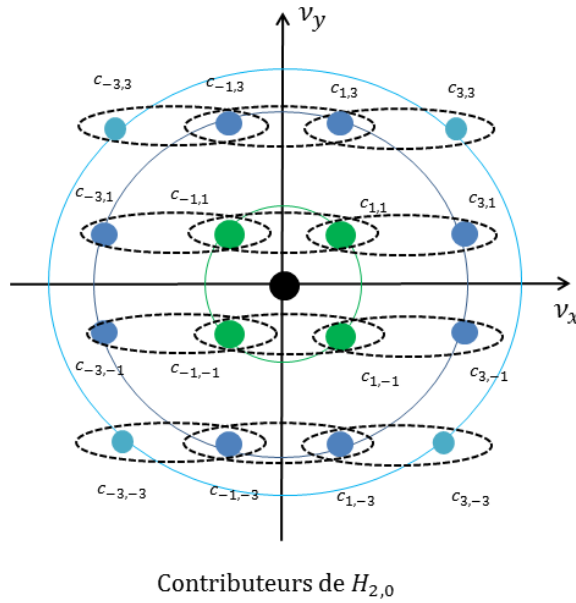 ν_y
c_{-3,3} c_{-1,3} c_{1,3} c_{3,3}
c_{-3,1} c_{-1,1} c_{1,1} c_{3,1}
ν_x
c_{-3,-1} c_{-1,-1} c_{1,-1} c_{3,-1}
c_{-3,-3} c_{-1,-3} c_{1,-3} c_{3,-3}
Contributeurs de H_{2,0}